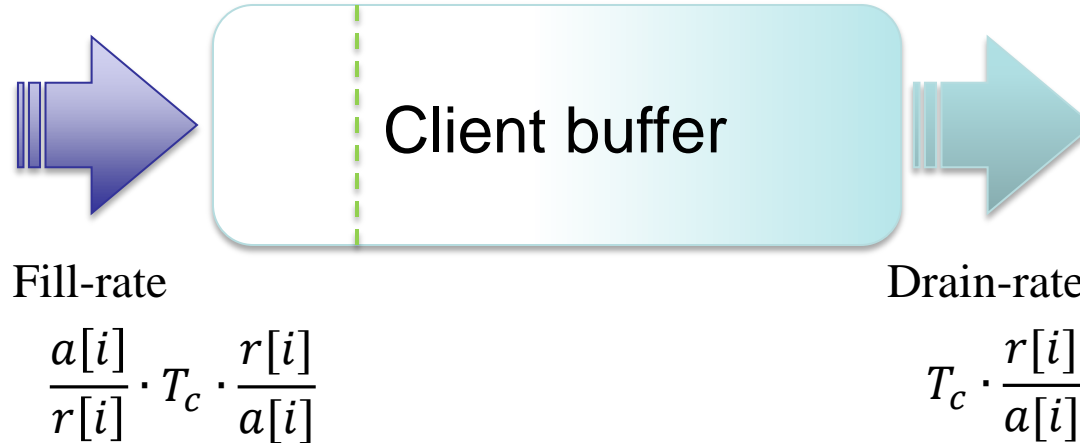 Client buffer
Fill-rate
Drain-rate
a[i]/r[i] · T_c · r[i]/a[i]
T_c · r[i]/a[i]